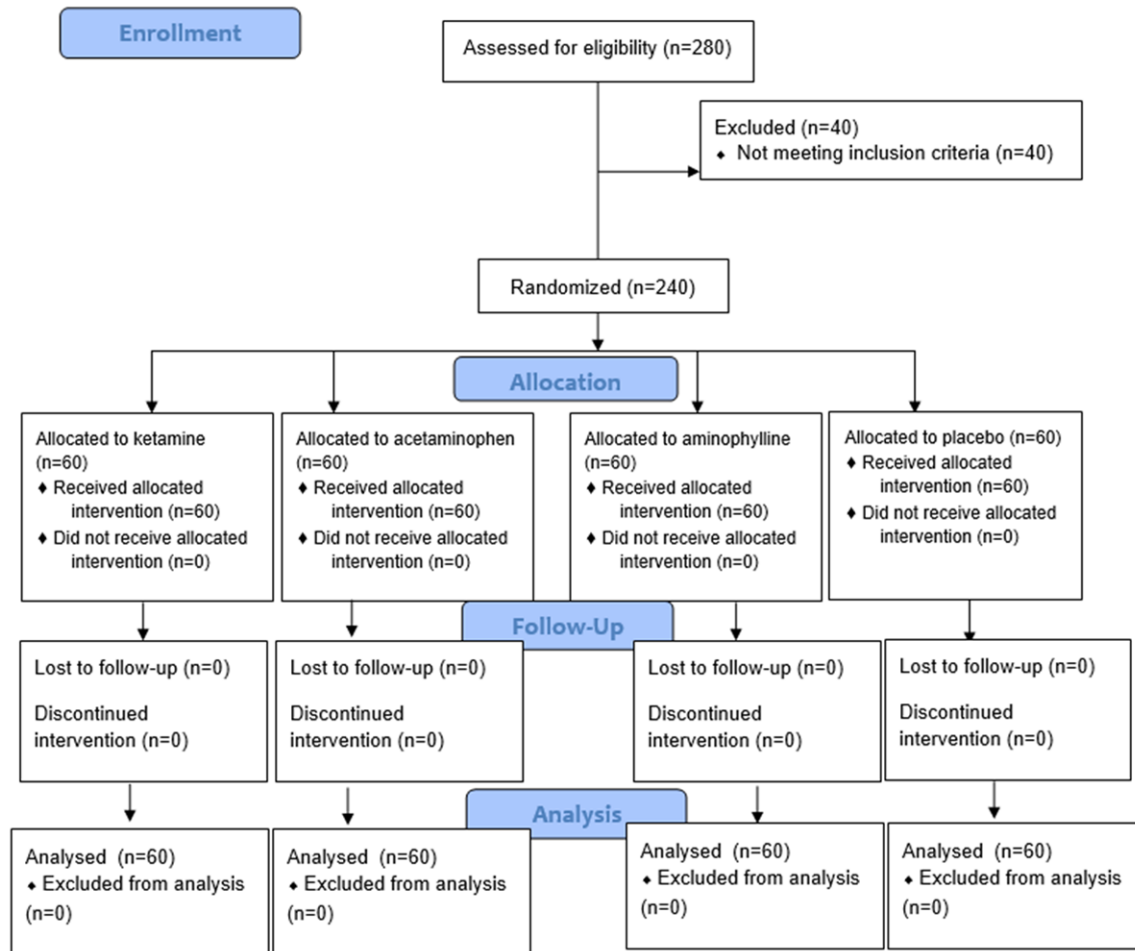 Enrollment
Assessed for eligibility (n=280)
Excluded (n=40)
⬥ Not meeting inclusion criteria (n=40)
Randomized (n=240)
Allocation
Allocated to ketamine
(n=60)
♦ Received allocated
intervention (n=60)
♦ Did not receive allocated
intervention (n=0)
Allocated to acetaminophen
(n=60)
♦ Received allocated
intervention (n=60)
♦ Did not receive allocated
intervention (n=0)
Allocated to aminophylline
(n=60)
♦ Received allocated
intervention (n=60)
♦ Did not receive allocated
intervention (n=0)
Allocated to placebo (n=60)
♦ Received allocated
intervention (n=60)
♦ Did not receive allocated
intervention (n=0)
Follow-Up
Lost to follow-up (n=0)
Discontinued
intervention (n=0)
Lost to follow-up (n=0)
Discontinued
intervention (n=0)
Lost to follow-up (n=0)
Discontinued
intervention (n=0)
Lost to follow-up (n=0)
Discontinued
intervention (n=0)
Analysis
Analysed (n=60)
⬥ Excluded from analysis
(n=0)
Analysed (n=60)
⬥ Excluded from analysis
(n=0)
Analysed (n=60)
⬥ Excluded from analysis
(n=0)
Analysed (n=60)
⬥ Excluded from analysis
(n=0)